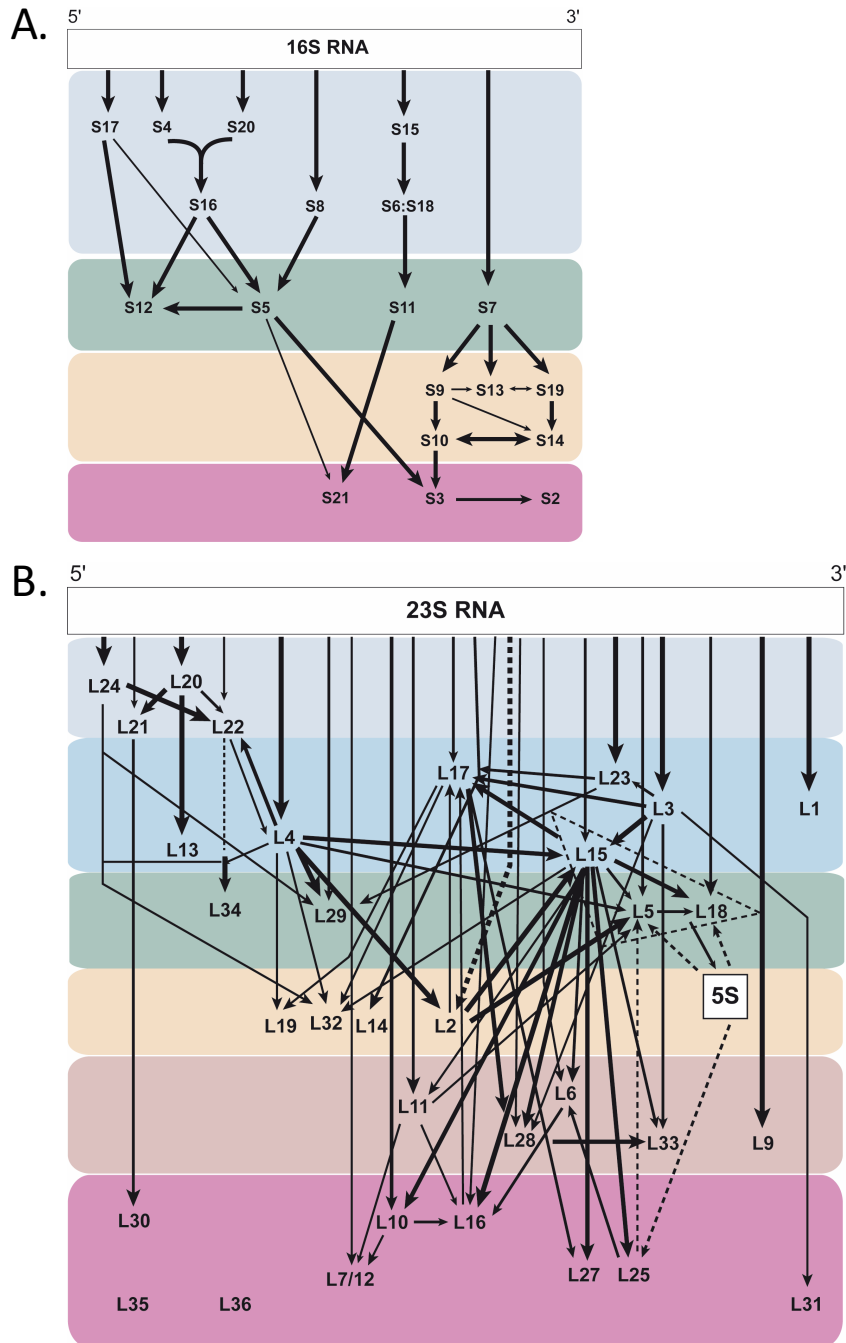 A.
5' 3'
16S RNA
S17 S4 S20 S15
S16 S8 S6:S18
S12 S5 S11 S7
S9 S13 S19
S10 S14
S21 S3 S2
B.
5' 3'
23S RNA
L24 L20
L21 L22
L17 L23
L3 L1
L4 L13 L15
L34 L29 L5 L18
5S
L19 L32 L14 L2
L11 L6
L28 L33 L9
L30 L10 L16
L7/12 L27 L25
L35 L36 L31